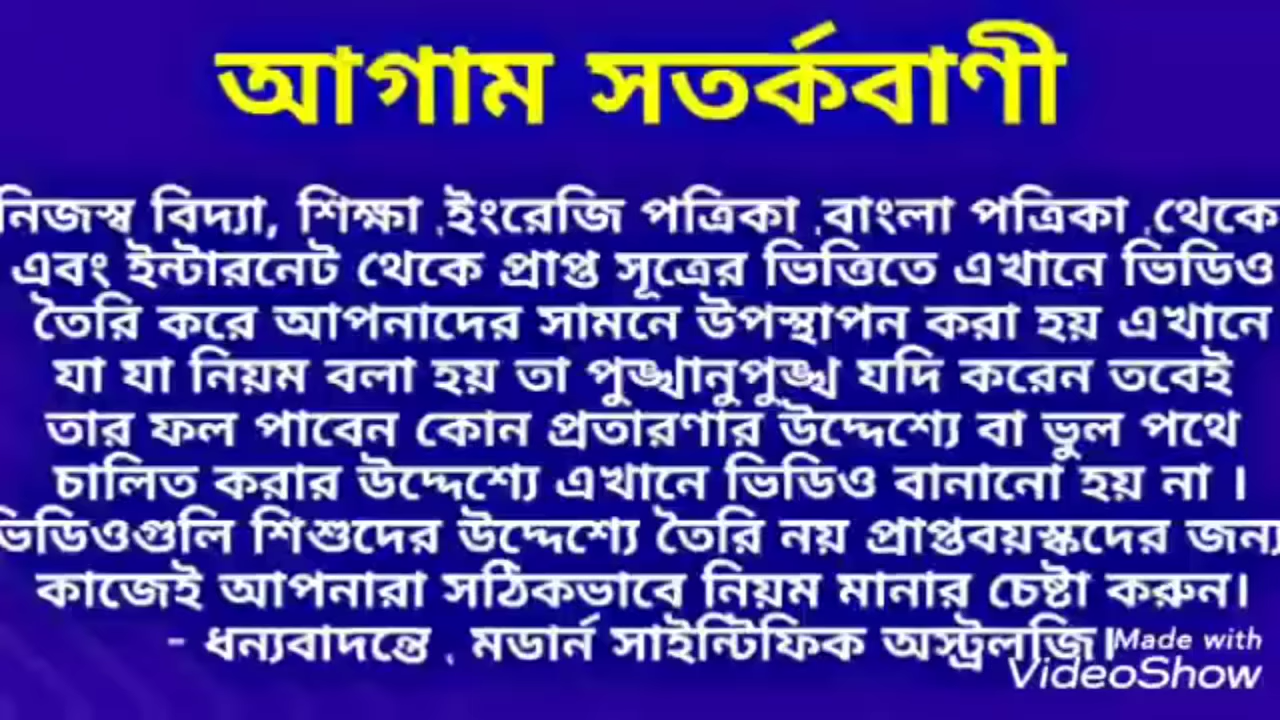 আগাম সতর্কবাণী
নিজস্ব বিদ্যা, শিক্ষা ,ইংরেজি পত্রিকা ,বাংলা পত্রিকা ,থেকে
এবং ইন্টারনেট থেকে প্রাপ্ত সূত্রের ভিত্তিতে এখানে ভিডিও
তৈরি করে আপনাদের সামনে উপস্থাপন করা হয় এখানে
যা যা নিয়ম বলা হয় তা পুঙ্খানুপুঙ্খ যদি করেন তবেই
তার ফল পাবেন কোন প্রতারণার উদ্দেশ্যে বা ভুল পথে
চালিত করার উদ্দেশ্যে এখানে ভিডিও বানানো হয় না ।
ভিডিওগুলি শিশুদের উদ্দেশ্যে তৈরি নয় প্রাপ্তবয়স্কদের জন্য
কাজেই আপনারা সঠিকভাবে নিয়ম মানার চেষ্টা করুন।
- ধন্যবাদন্তে , মডার্ন সাইন্টিফিক অস্ট্রলজি।
Made with
VideoShow